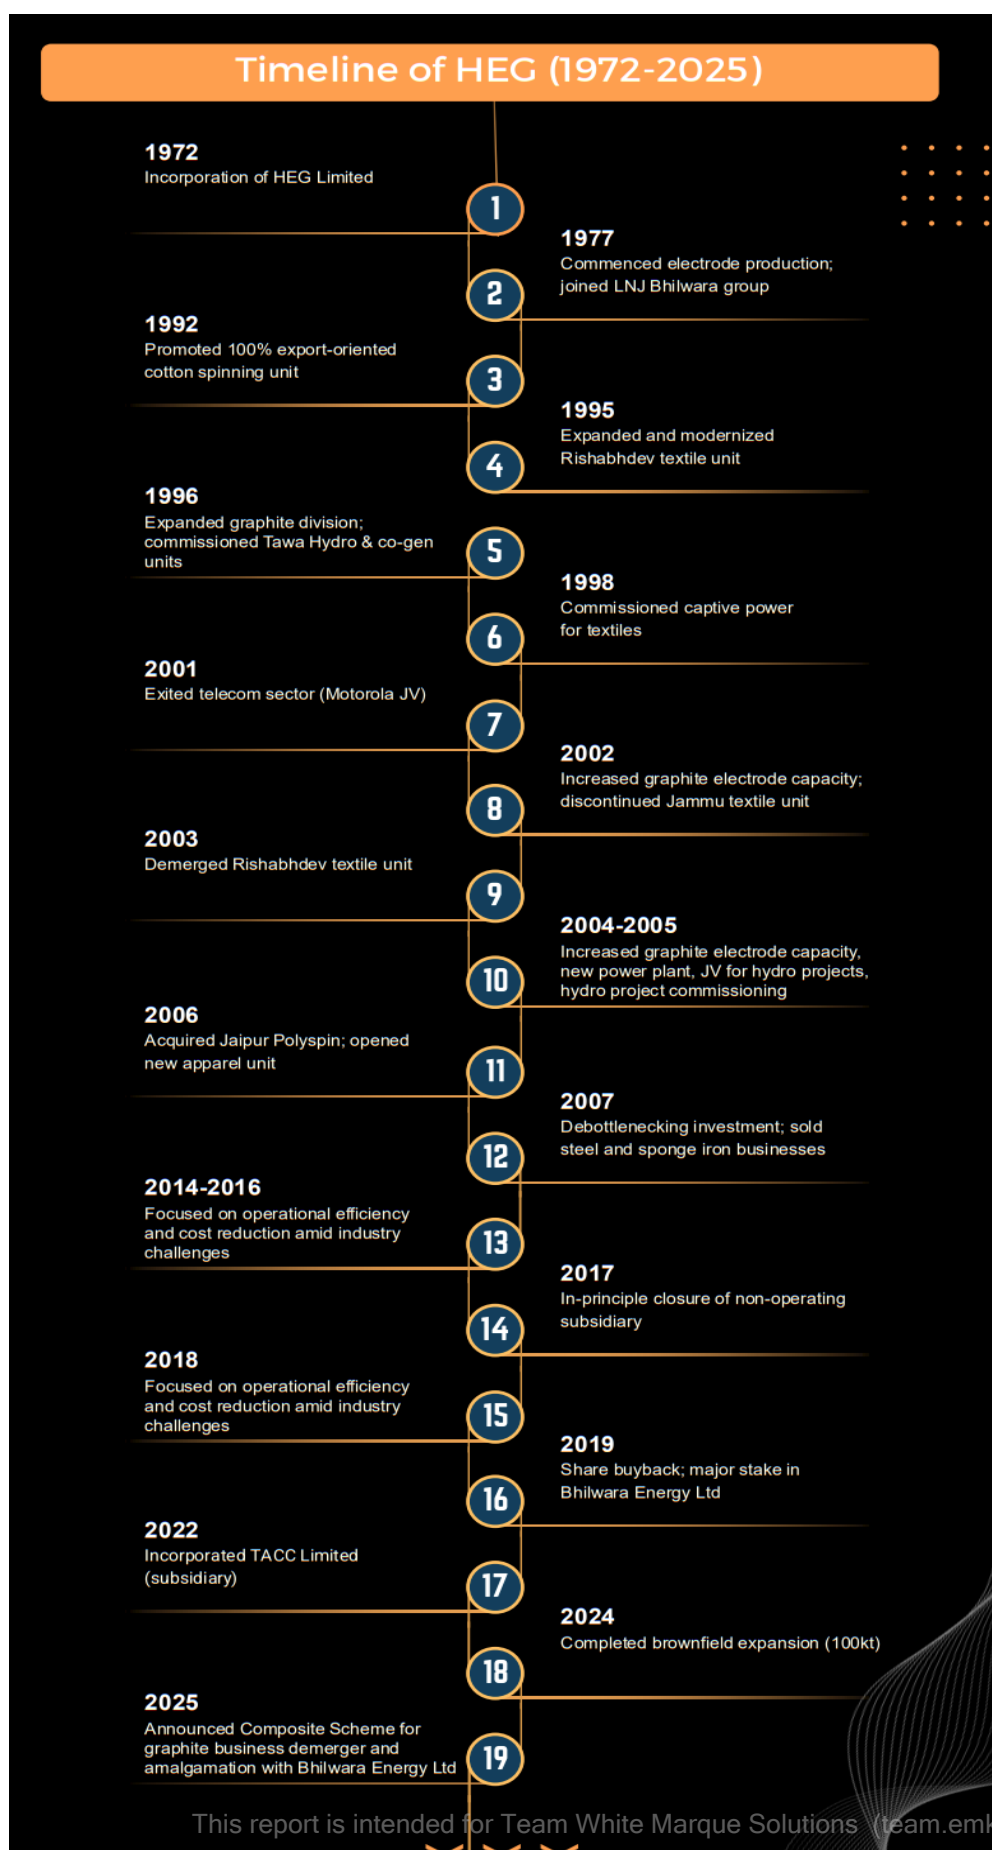 Timeline of HEG (1972-2025)
1972
Incorporation of HEG Limited
1
1977
Commenced electrode production;
joined LNJ Bhilwara group
2
1992
Promoted 100% export-oriented
cotton spinning unit
3
1995
Expanded and modernized
Rishabhdev textile unit
4
1996
Expanded graphite division;
commissioned Tawa Hydro & co-gen
units
5
1998
Commissioned captive power
for textiles
6
2001
Exited telecom sector (Motorola JV)
7
2002
Increased graphite electrode capacity;
discontinued Jammu textile unit
8
2003
Demerged Rishabhdev textile unit
9
2004-2005
Increased graphite electrode capacity,
new power plant, JV for hydro projects,
hydro project commissioning
10
2006
Acquired Jaipur Polyspin; opened
new apparel unit
11
2007
Debottlenecking investment; sold
steel and sponge iron businesses
12
2014-2016
Focused on operational efficiency
and cost reduction amid industry
challenges
13
2017
In-principle closure of non-operating
subsidiary
14
2018
Focused on operational efficiency
and cost reduction amid industry
challenges
15
2019
Share buyback; major stake in
Bhilwara Energy Ltd
16
2022
Incorporated TACC Limited
(subsidiary)
17
2024
Completed brownfield expansion (100kt)
18
2025
Announced Composite Scheme for
graphite business demerger and
amalgamation with Bhilwara Energy Ltd
19
This report is intended for Team White Marque Solutions (team.emk